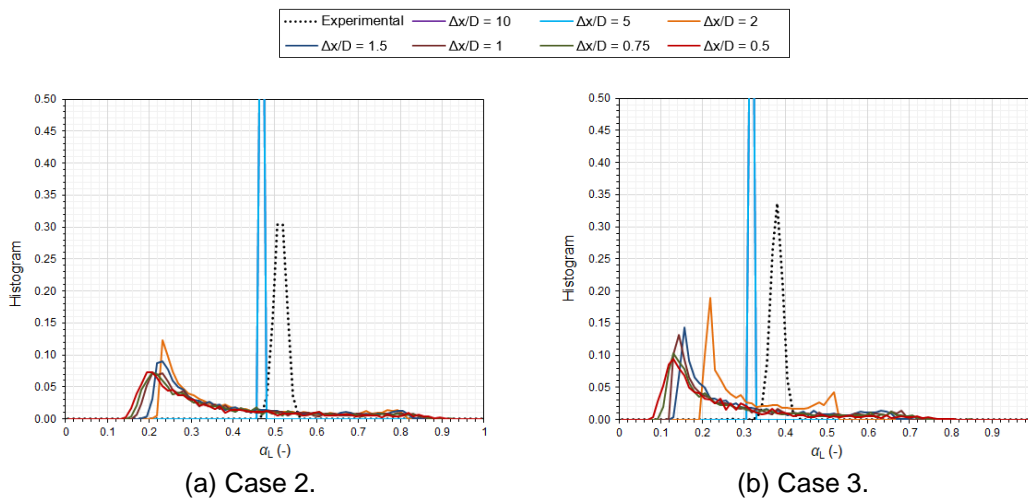 Experimental Δx/D = 10 Δx/D = 5 Δx/D = 2
Δx/D = 1.5 Δx/D = 1 Δx/D = 0.75 Δx/D = 0.5
0.50
0.45
0.40
0.35
0.30
0.25
0.20
0.15
0.10
0.05
0.00
Histogram
0 0.1 0.2 0.3 0.4 0.5 0.6 0.7 0.8 0.9 1
αL (-)
(a) Case 2.
0.50
0.45
0.40
0.35
0.30
0.25
0.20
0.15
0.10
0.05
0.00
Histogram
0 0.1 0.2 0.3 0.4 0.5 0.6 0.7 0.8 0.9
αL (-)
(b) Case 3.